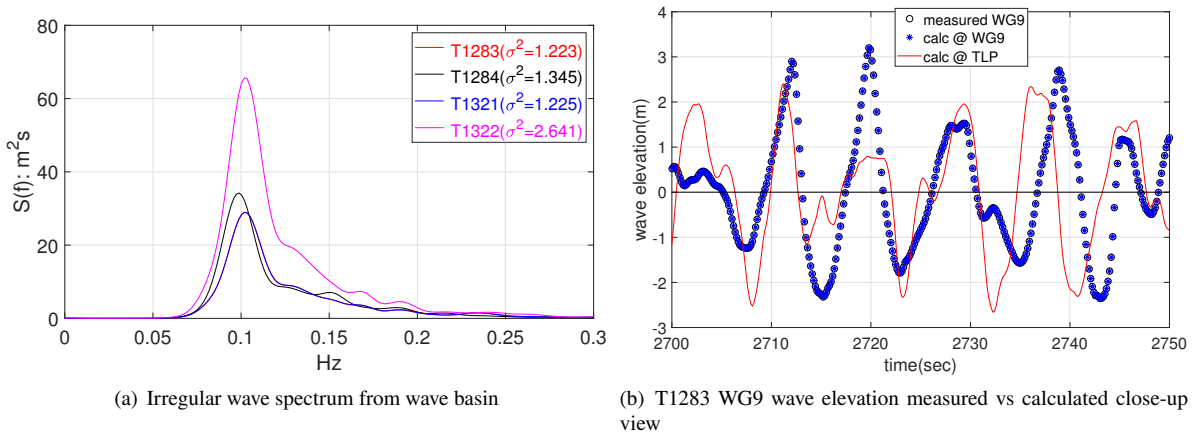 S(f): m²s
80
60
40
20
0
T1283(σ²=1.223)
T1284(σ²=1.345)
T1321(σ²=1.225)
T1322(σ²=2.641)
0 0.05 0.1 0.15 0.2 0.25 0.3
Hz
(a) Irregular wave spectrum from wave basin
wave elevation(m)
4
3
2
1
0
-1
-2
-3
measured WG9
calc @ WG9
calc @ TLP
2700 2710 2720 2730 2740 2750
time(sec)
(b) T1283 WG9 wave elevation measured vs calculated close-up
view